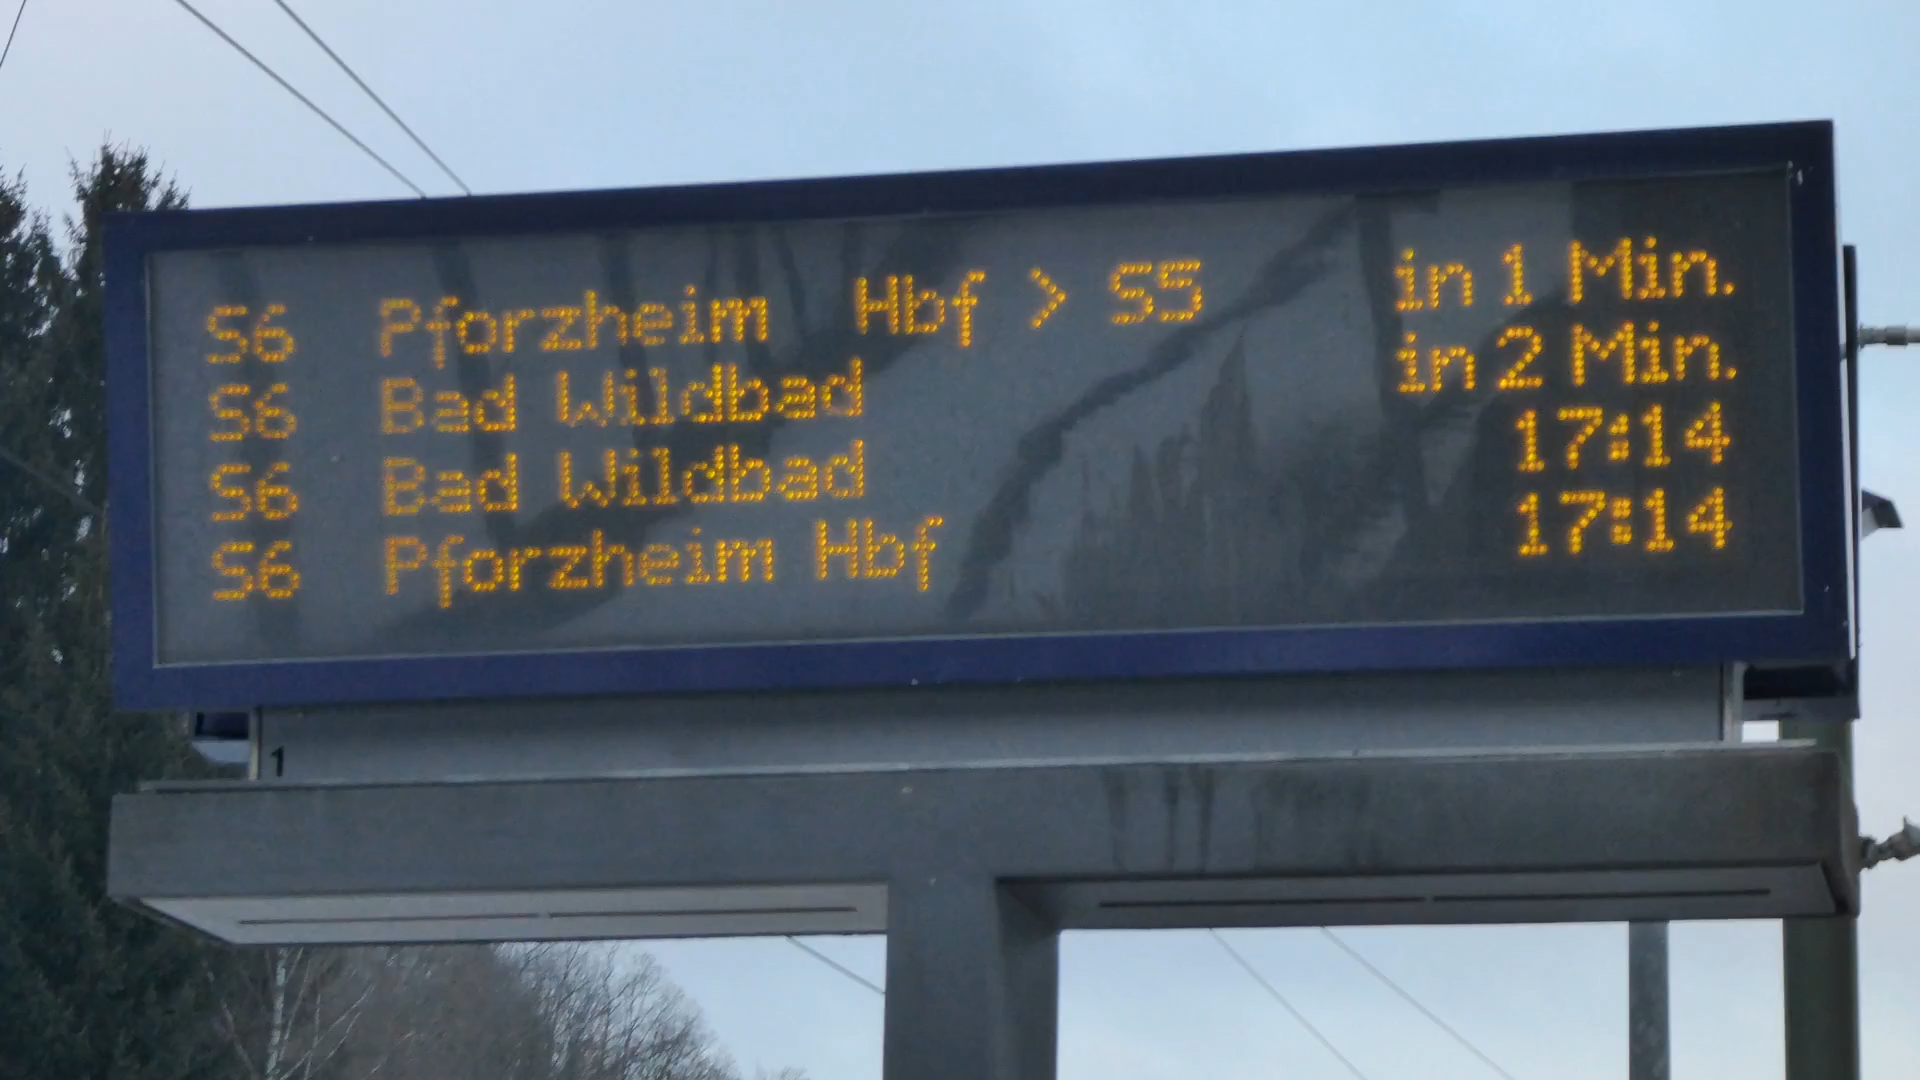 S6 Pforzheim Hbf > S5 in 1 Min.
S6 Bad Wildbad in 2 Min.
S6 Bad Wildbad 17:14
S6 Pforzheim Hbf 17:14
1